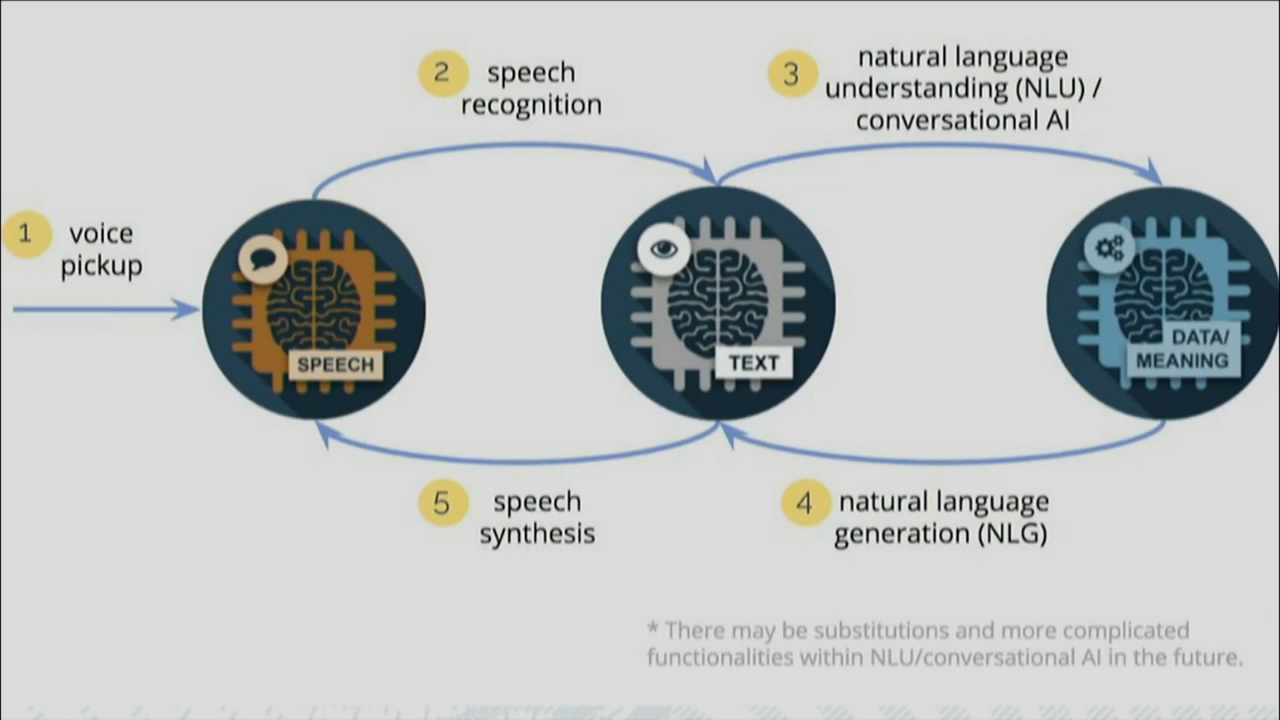 1
voice
pickup
2
speech
recognition
3
natural language
understanding (NLU) /
conversational AI
SPEECH
TEXT
DATA/
MEANING
5
speech
synthesis
4
natural language
generation (NLG)
* There may be substitutions and more complicated
functionalities within NLU/conversational AI in the future.